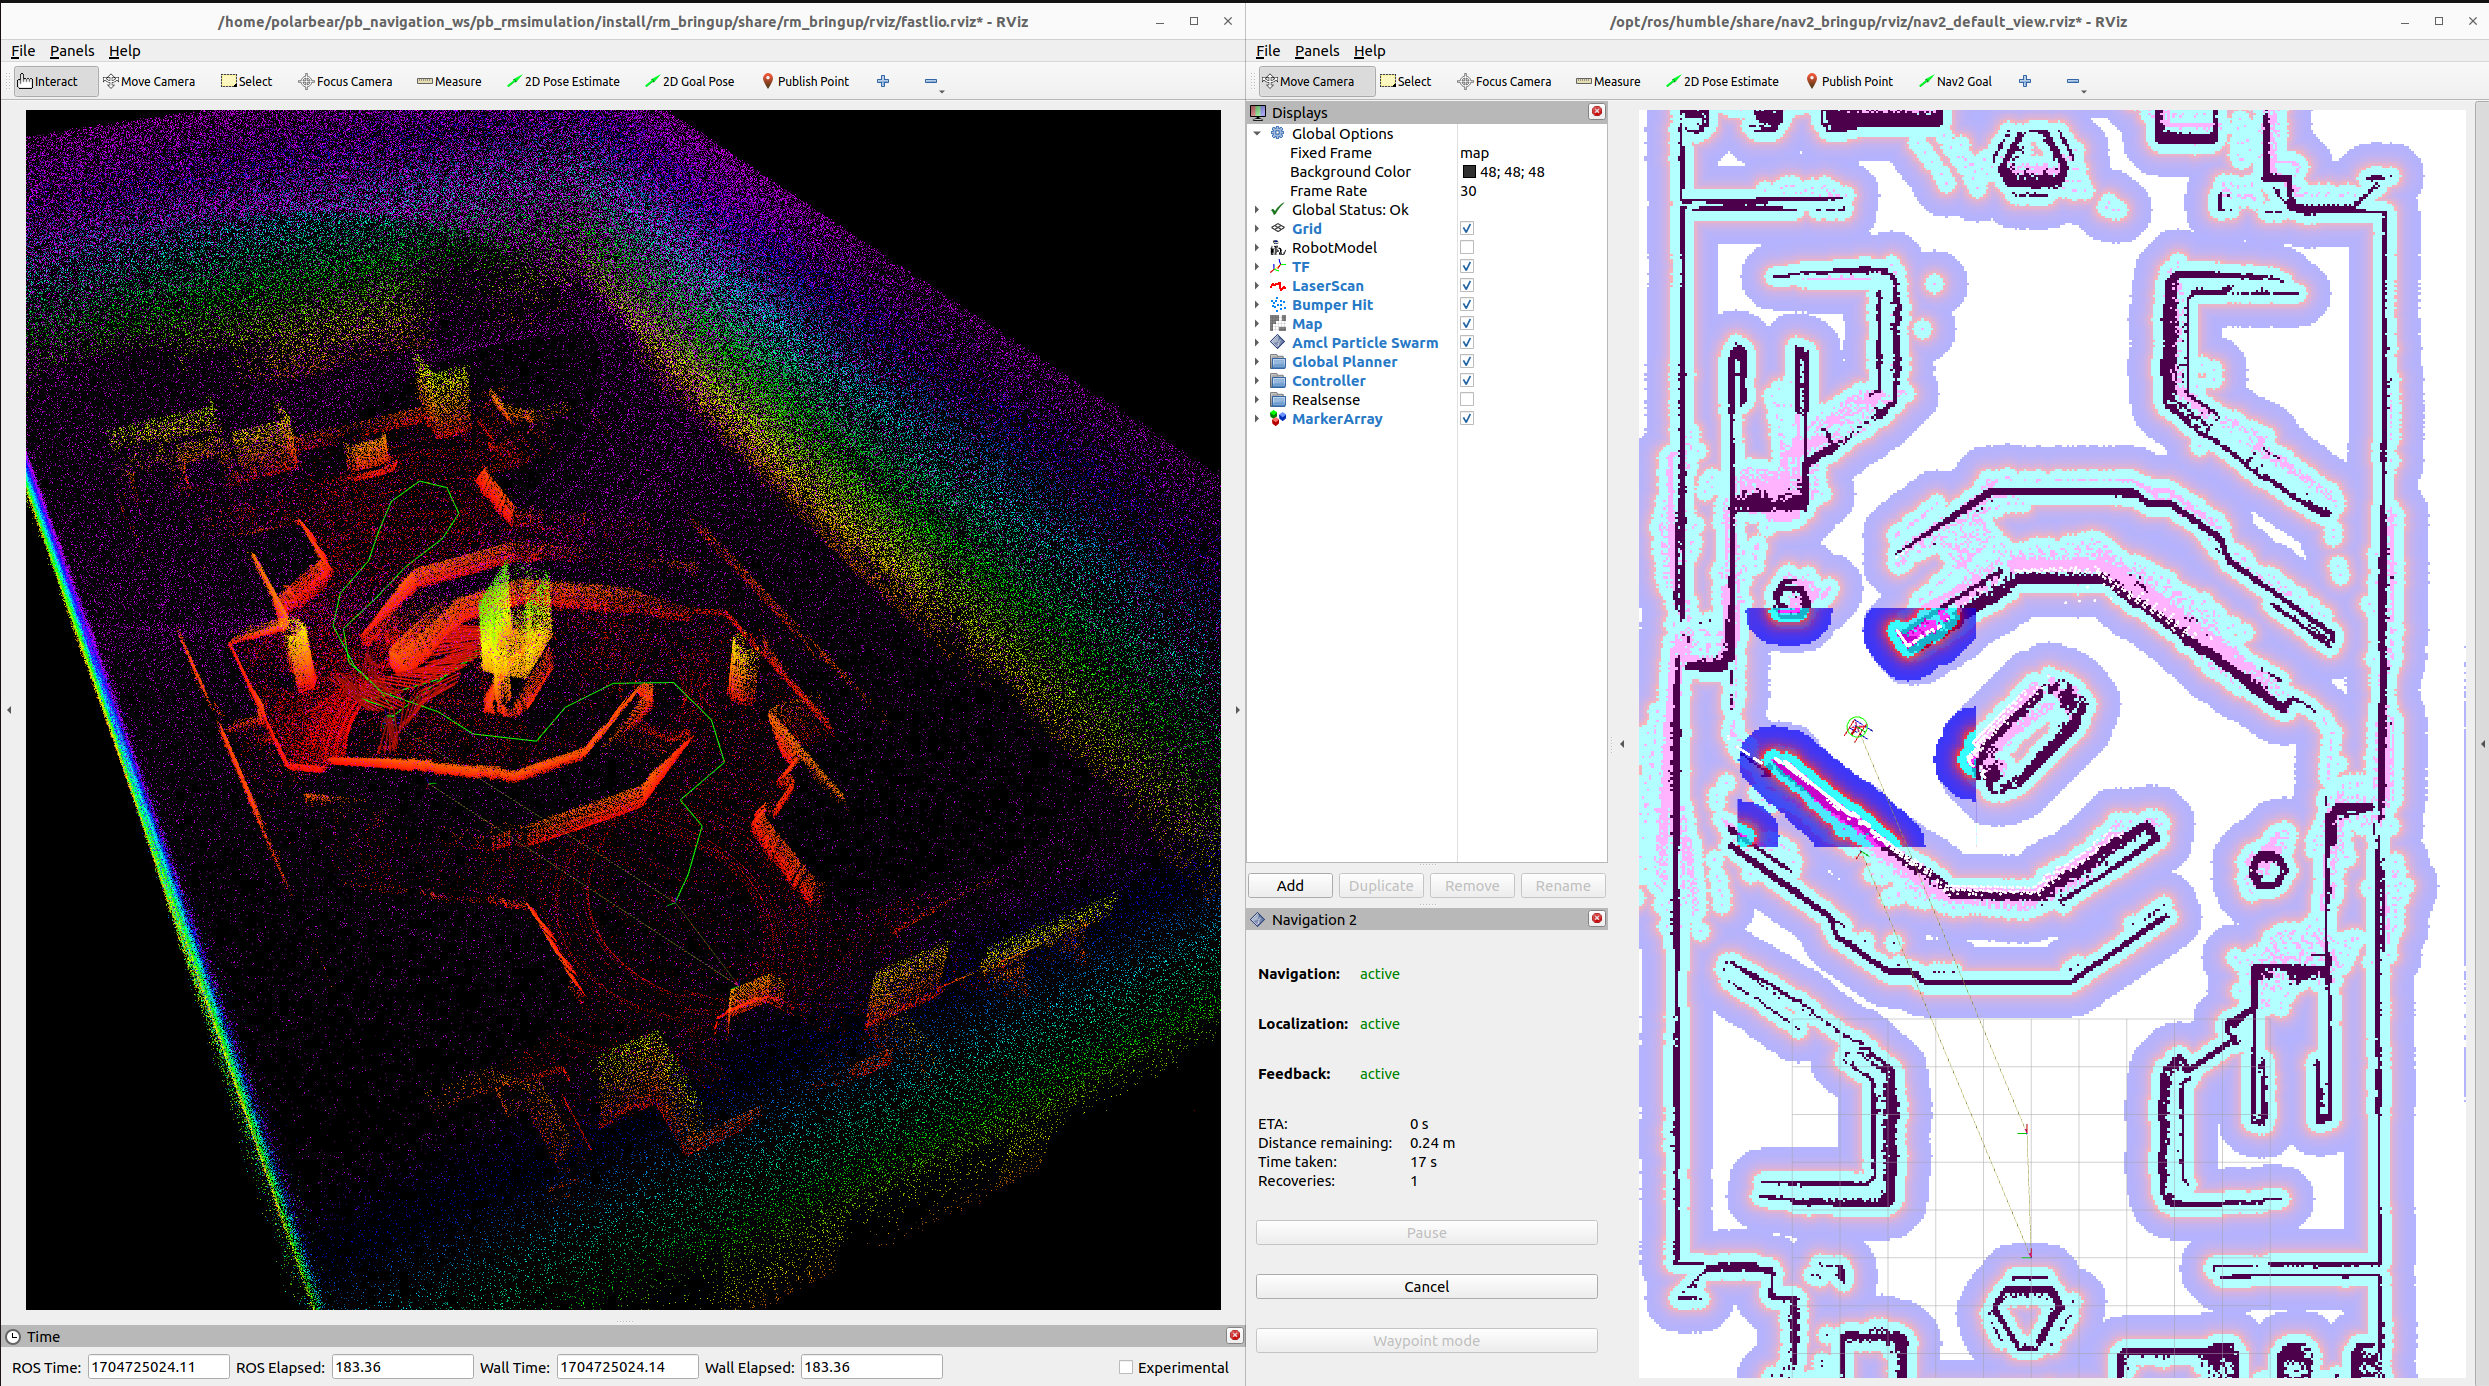 /home/polarbear/pb_navigation_ws/pb_rmsimulation/install/rm_bringup/share/rm_bringup/rviz/fastlio.rviz* - RViz
File Panels Help
Interact Move Camera Select Focus Camera Measure 2D Pose Estimate 2D Goal Pose Publish Point
Time
ROS Time: 1704725024.11 ROS Elapsed: 183.36 Wall Time: 1704725024.14 Wall Elapsed: 183.36 Experimental
/opt/ros/humble/share/nav2_bringup/rviz/nav2_default_view.rviz* - RViz
File Panels Help
Move Camera Select Focus Camera Measure 2D Pose Estimate Publish Point Nav2 Goal
Displays
Global Options
Fixed Frame map
Background Color 48; 48; 48
Frame Rate 30
Global Status: Ok
Grid
RobotModel
TF
LaserScan
Bumper Hit
Map
Amcl Particle Swarm
Global Planner
Controller
Realsense
MarkerArray
Add Duplicate Remove Rename
Navigation 2
Navigation: active
Localization: active
Feedback: active
ETA: 0 s
Distance remaining: 0.24 m
Time taken: 17 s
Recoveries: 1
Pause
Cancel
Waypoint mode